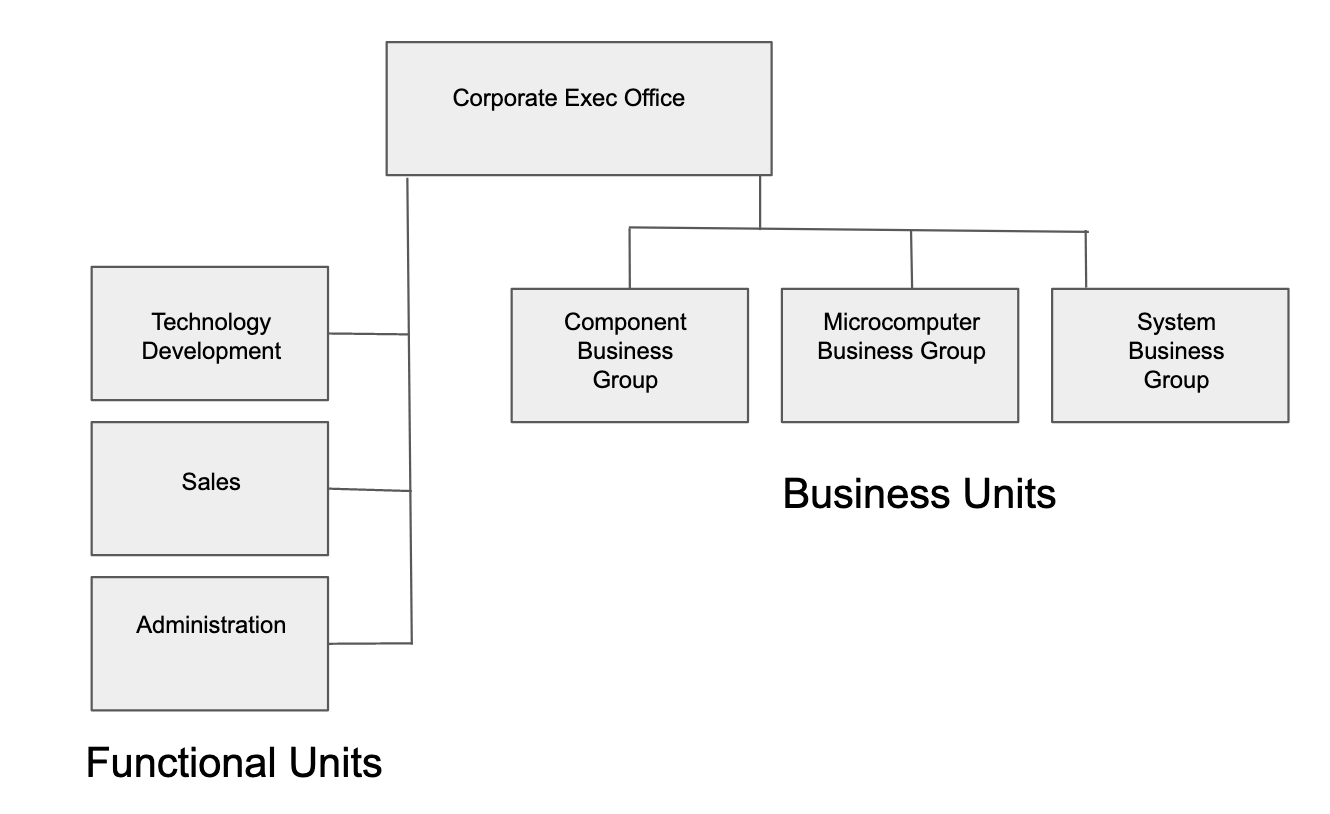 Corporate Exec Office
Technology
Development
Component
Business
Group
Microcomputer
Business Group
System
Business
Group
Sales
Business Units
Administration
Functional Units